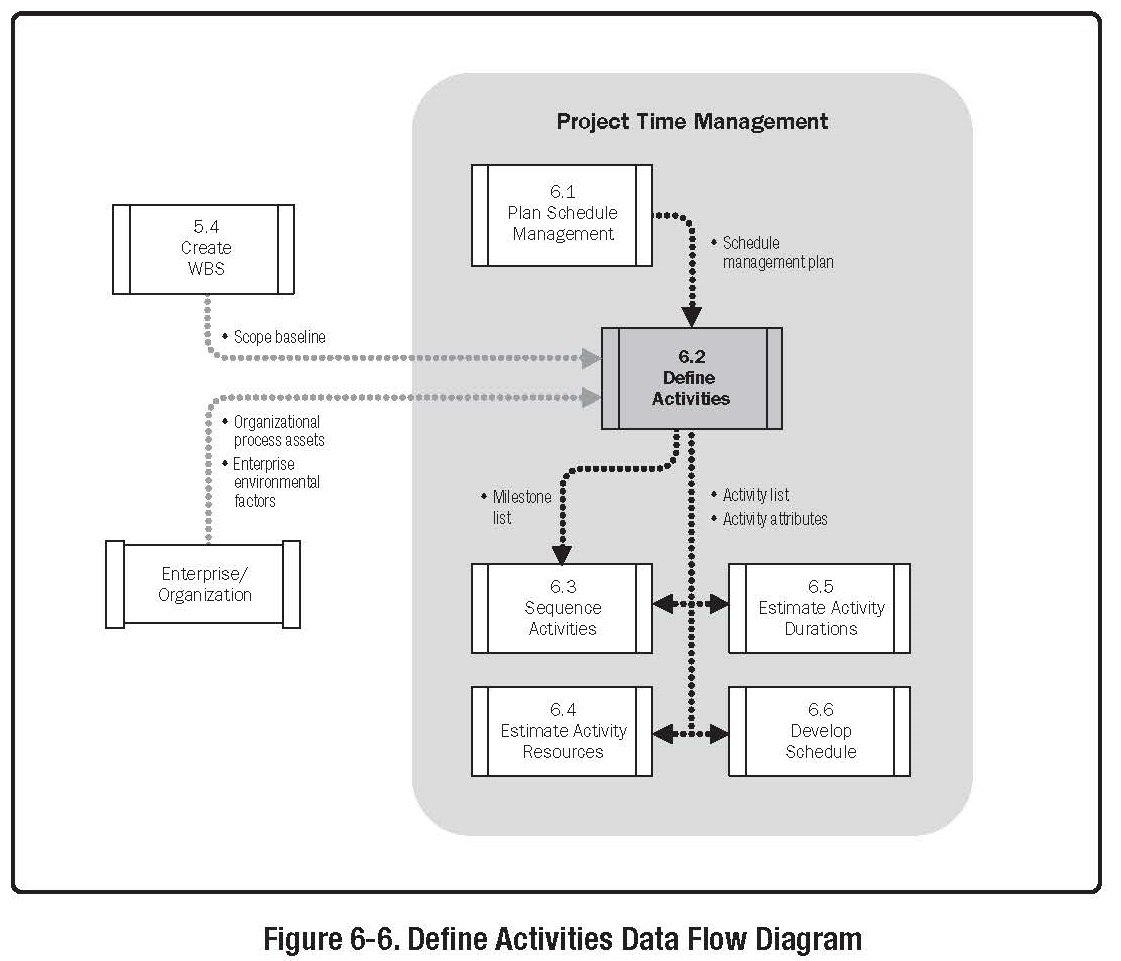 Project Time Management
6.1
Plan Schedule
Management
5.4
Create
WBS
• Schedule
management plan
• Scope baseline
6.2
Define
Activities
• Organizational
process assets
• Enterprise
environmental
factors
• Milestone
list
• Activity list
• Activity attributes
Enterprise/
Organization
6.3
Sequence
Activities
6.5
Estimate Activity
Durations
6.4
Estimate Activity
Resources
6.6
Develop
Schedule
Figure 6-6. Define Activities Data Flow Diagram